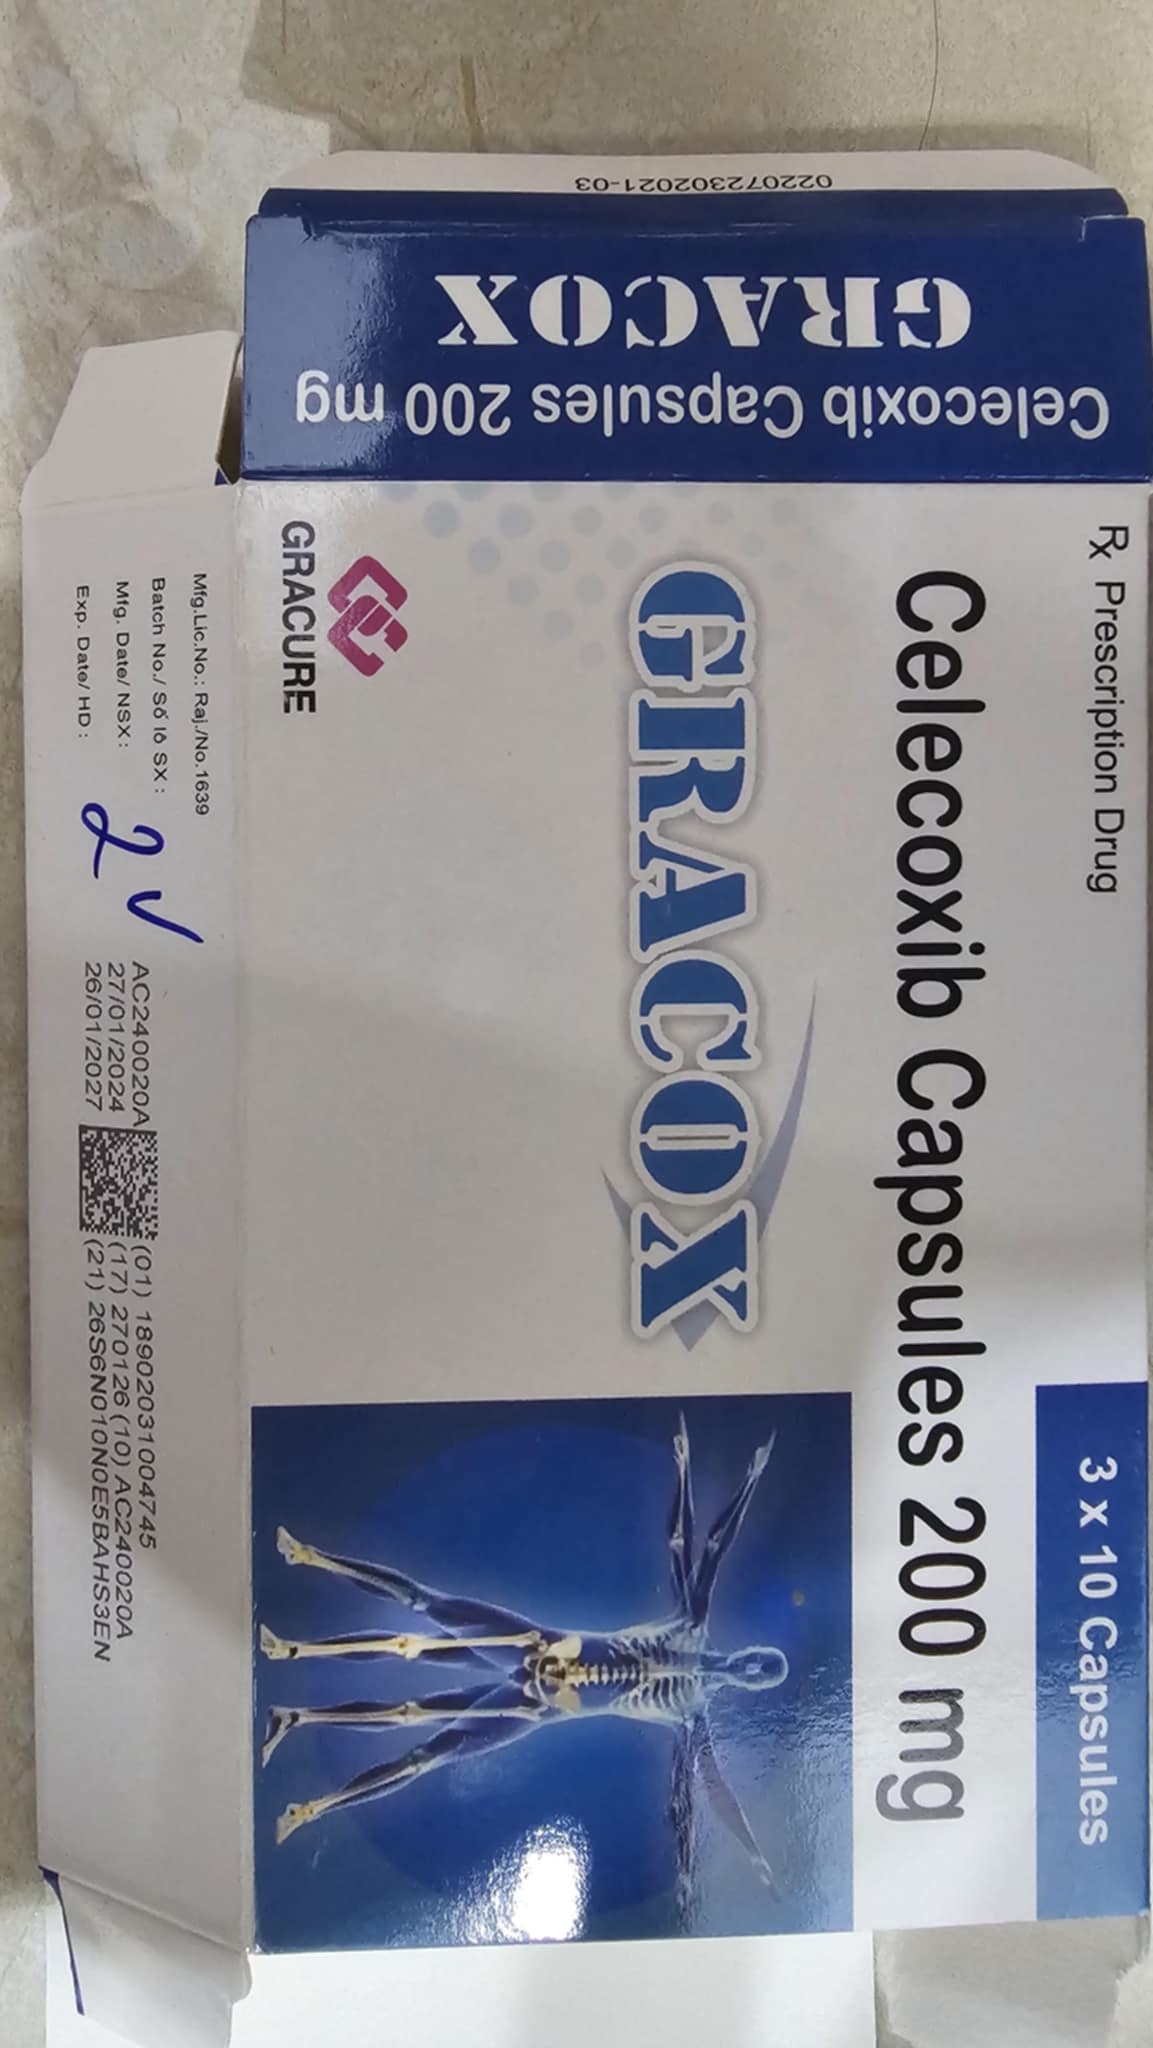 022072302021-03
GRACOX
Celecoxib Capsules 200 mg
Rx Prescription Drug
3 x 10 Capsules
Celecoxib Capsules 200 mg
GRACOX
GRACURE
Mfg.Lic.No.: Raj./No.1639
Batch No./ Số lô SX :
Mfg. Date/ NSX :
Exp. Date/ HD :
2 v
AC240020A
27/01/2024
26/01/2027
(01) 18902031004745
(17) 270126 (10) AC240020A
(21) 26S6N010N0E5BAHS3EN